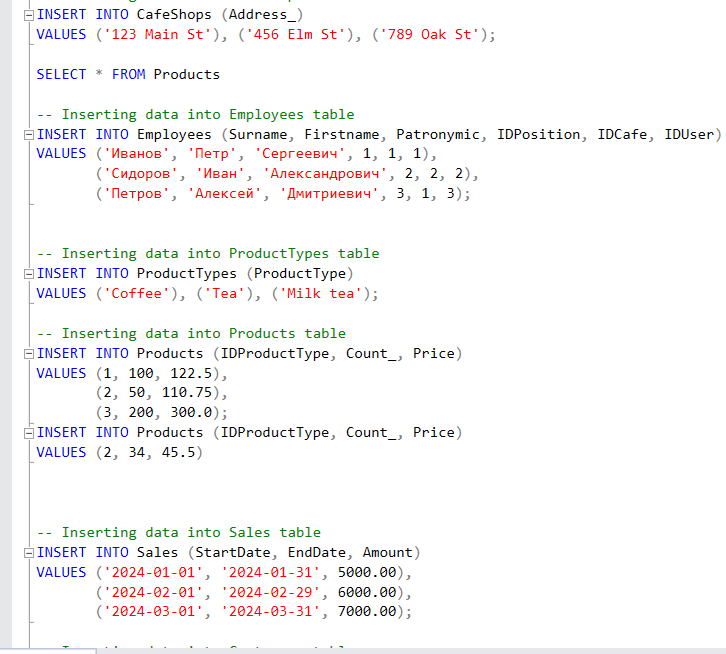 INSERT INTO CafeShops (Address_)
VALUES ('123 Main St'), ('456 Elm St'), ('789 Oak St');
SELECT * FROM Products
-- Inserting data into Employees table
INSERT INTO Employees (Surname, Firstname, Patronymic, IDPosition, IDCafe, IDUser)
VALUES ('Иванов', 'Петр', 'Сергеевич', 1, 1, 1),
('Сидоров', 'Иван', 'Александрович', 2, 2, 2),
('Петров', 'Алексей', 'Дмитриевич', 3, 1, 3);
-- Inserting data into ProductTypes table
INSERT INTO ProductTypes (ProductType)
VALUES ('Coffee'), ('Tea'), ('Milk tea');
-- Inserting data into Products table
INSERT INTO Products (IDProductType, Count_, Price)
VALUES (1, 100, 122.5),
(2, 50, 110.75),
(3, 200, 300.0);
INSERT INTO Products (IDProductType, Count_, Price)
VALUES (2, 34, 45.5)
-- Inserting data into Sales table
INSERT INTO Sales (StartDate, EndDate, Amount)
VALUES ('2024-01-01', '2024-01-31', 5000.00),
('2024-02-01', '2024-02-29', 6000.00),
('2024-03-01', '2024-03-31', 7000.00);